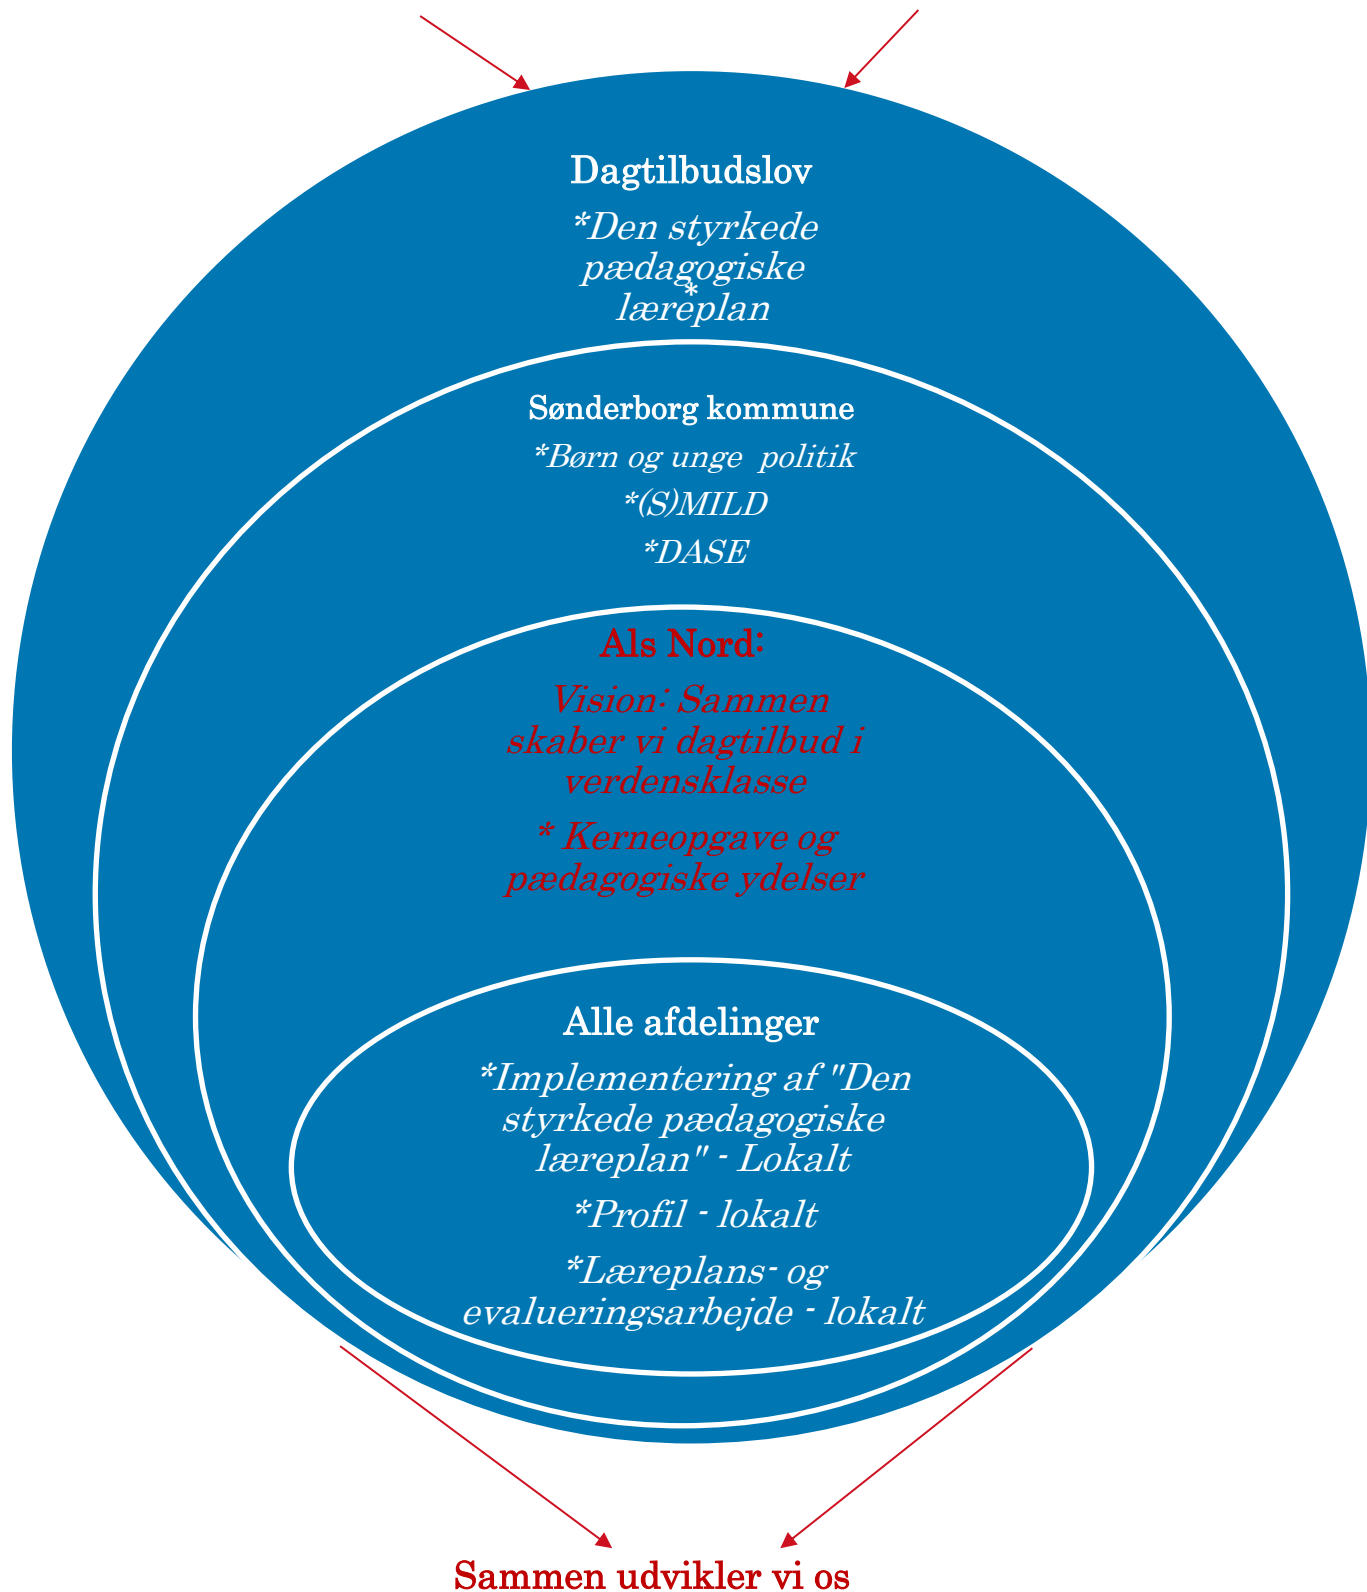 Dagtilbudslov
*Den styrkede
pædagogiske
*
læreplan
Sønderborg kommune
*Børn og unge  politik
*(S)MILD
*DASE
Als Nord:
Vision: Sammen
skaber vi dagtilbud i
verdensklasse
* Kerneopgave og
pædagogiske ydelser
Alle afdelinger
*Implementering af "Den
styrkede pædagogiske
læreplan" - Lokalt
*Profil - lokalt
*Læreplans- og
evalueringsarbejde - lokalt
Sammen udvikler vi os